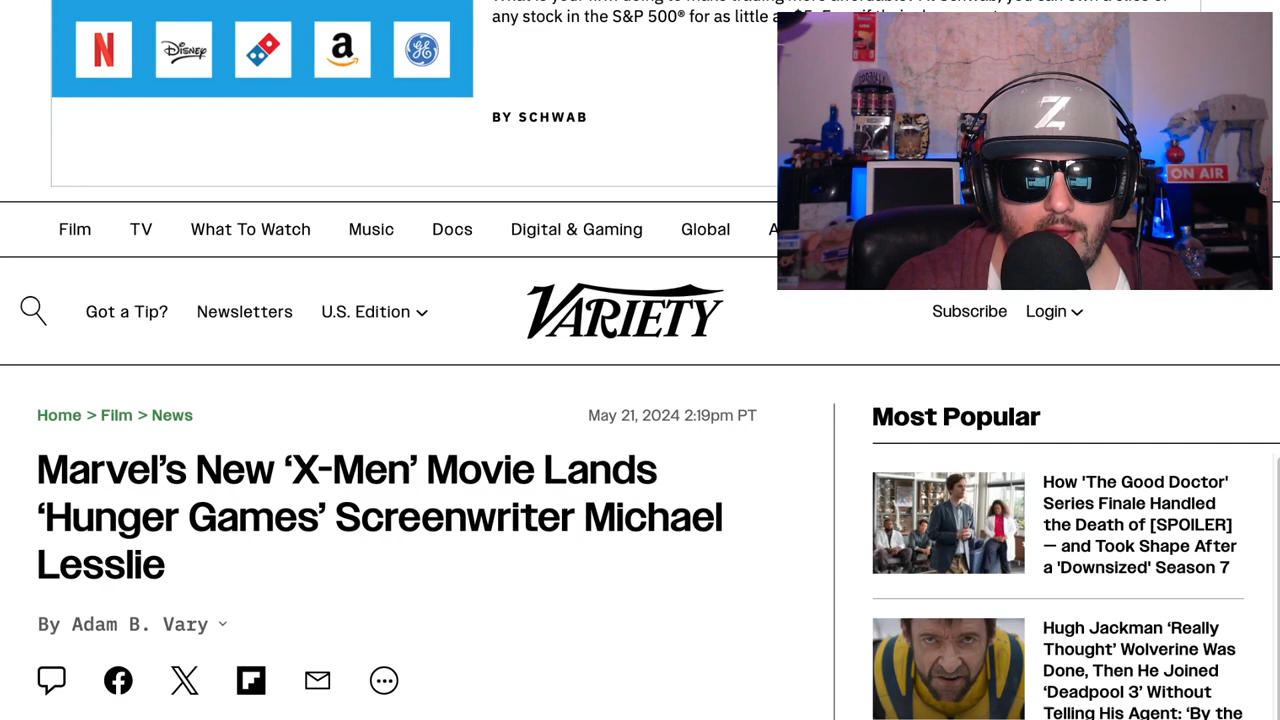 any stock in the S&P 500® for as little a
N
Disney
a
BY SCHWAB
Z
ON AIR
Film TV What To Watch Music Docs Digital & Gaming Global A
Got a Tip? Newsletters U.S. Edition
VARIETY
Subscribe Login
Home > Film > News
May 21, 2024 2:19pm PT
Marvel’s New ‘X-Men’ Movie Lands
‘Hunger Games’ Screenwriter Michael
Lesslie
By Adam B. Vary
Most Popular
How 'The Good Doctor'
Series Finale Handled
the Death of [SPOILER]
— and Took Shape After
a 'Downsized' Season 7
Hugh Jackman ‘Really
Thought’ Wolverine Was
Done, Then He Joined
‘Deadpool 3’ Without
Telling His Agent: ‘By the